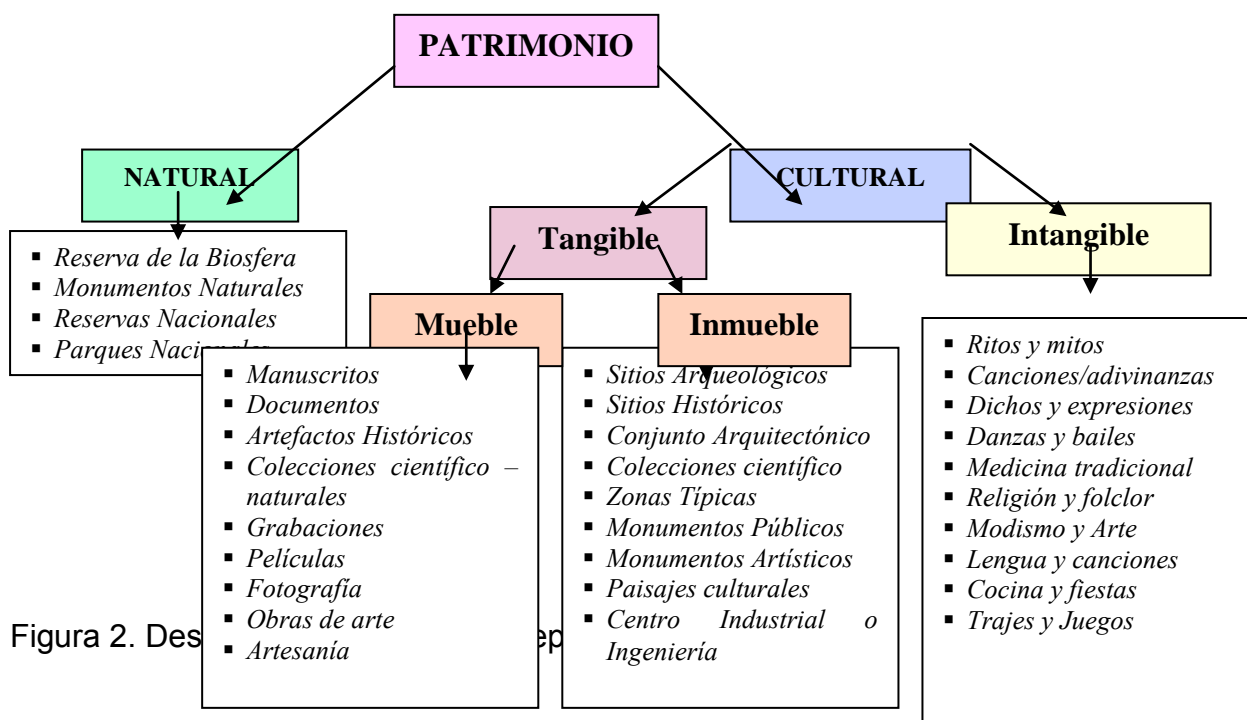 PATRIMONIO
NATURAL
CULTURAL
Tangible
Intangible
▪ Reserva de la Biosfera
▪ Monumentos Naturales
▪ Reservas Nacionales
▪ Parques Nacionales
Mueble
Inmueble
▪ Manuscritos
▪ Documentos
▪ Artefactos Históricos
▪ Colecciones científico –
naturales
▪ Grabaciones
▪ Películas
▪ Fotografía
▪ Obras de arte
▪ Artesanía
▪ Sitios Arqueológicos
▪ Sitios Históricos
▪ Conjunto Arquitectónico
▪ Colecciones científico
▪ Zonas Típicas
▪ Monumentos Públicos
▪ Monumentos Artísticos
▪ Paisajes culturales
▪ Centro Industrial o
Ingeniería
▪ Ritos y mitos
▪ Canciones/adivinanzas
▪ Dichos y expresiones
▪ Danzas y bailes
▪ Medicina tradicional
▪ Religión y folclor
▪ Modismo y Arte
▪ Lengua y canciones
▪ Cocina y fiestas
▪ Trajes y Juegos
Figura 2.